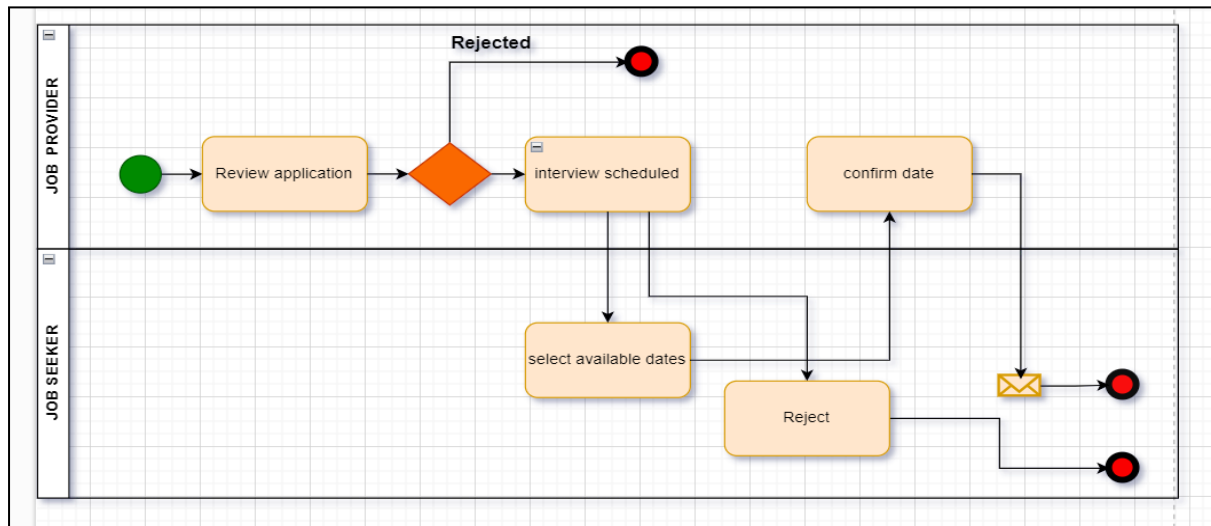 JOB PROVIDER
Rejected
Review application
interview scheduled
confirm date
JOB SEEKER
select available dates
Reject